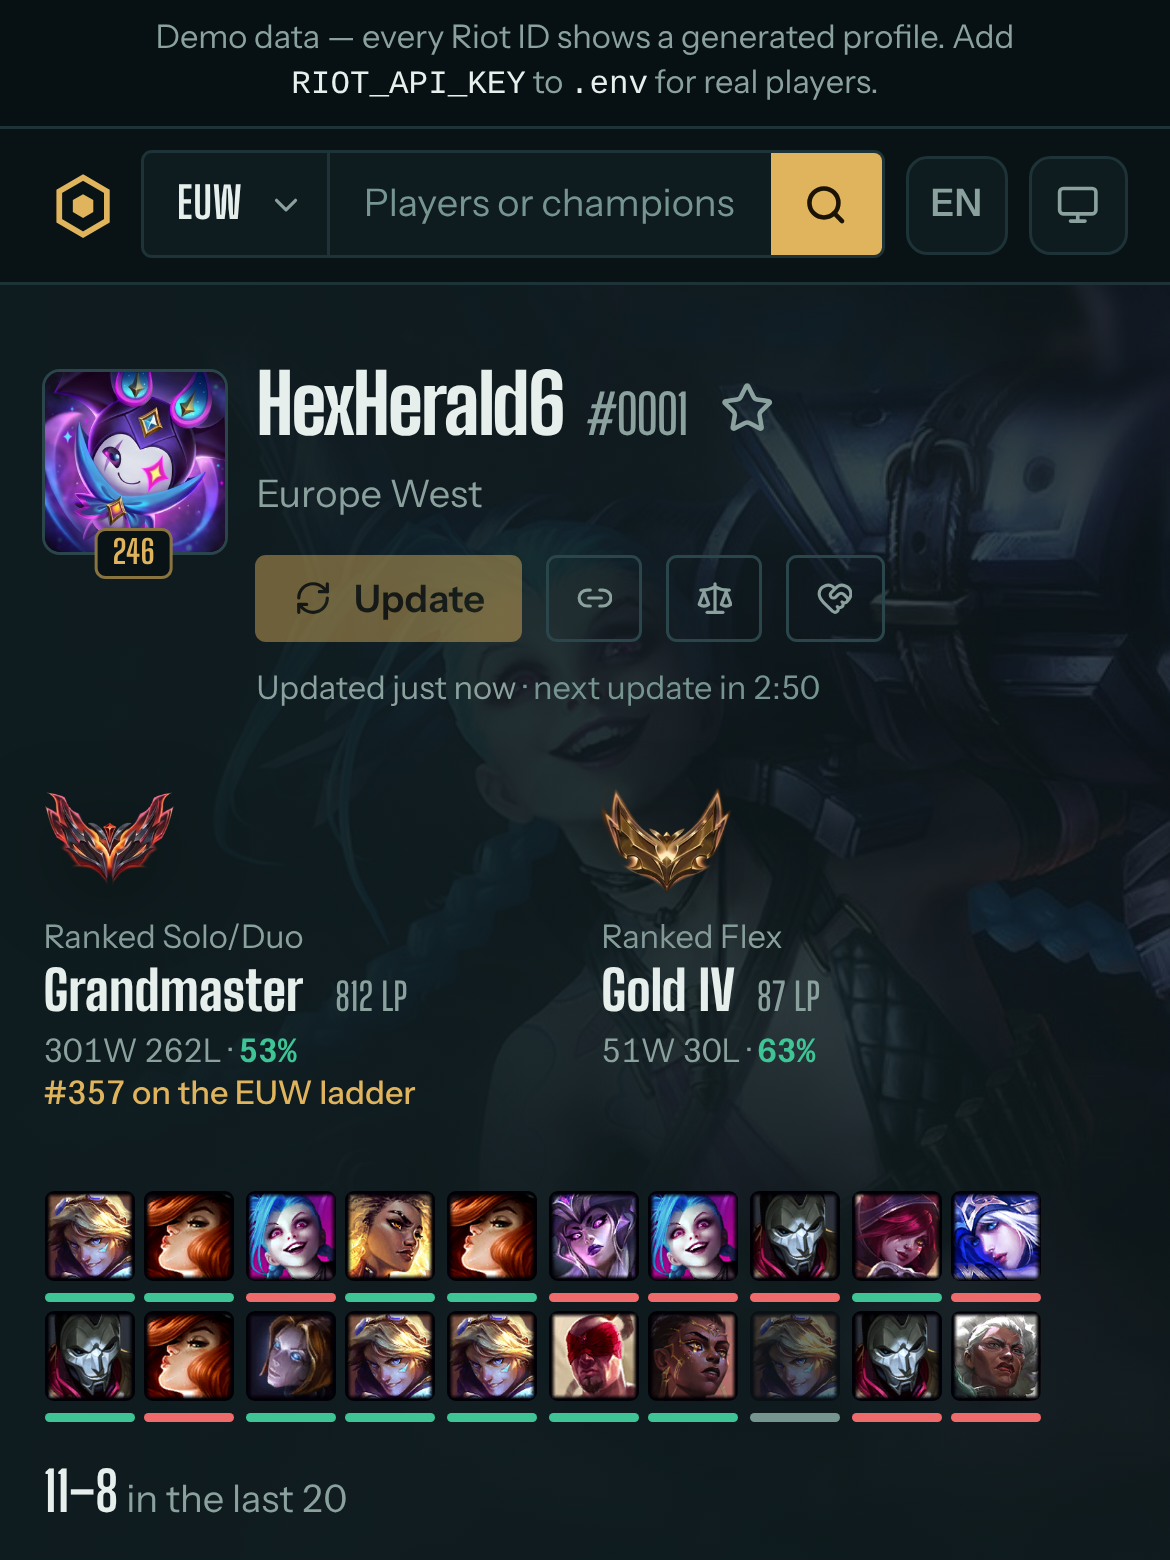 Demo data — every Riot ID shows a generated profile. Add
RIOT_API_KEY to .env for real players.
EUW
Players or champions
EN
HexHerald6 #0001
Europe West
246
Update
Updated just now · next update in 2:50
Ranked Solo/Duo
Grandmaster 812 LP
301W 262L · 53%
#357 on the EUW ladder
Ranked Flex
Gold IV 87 LP
51W 30L · 63%
11–8 in the last 20